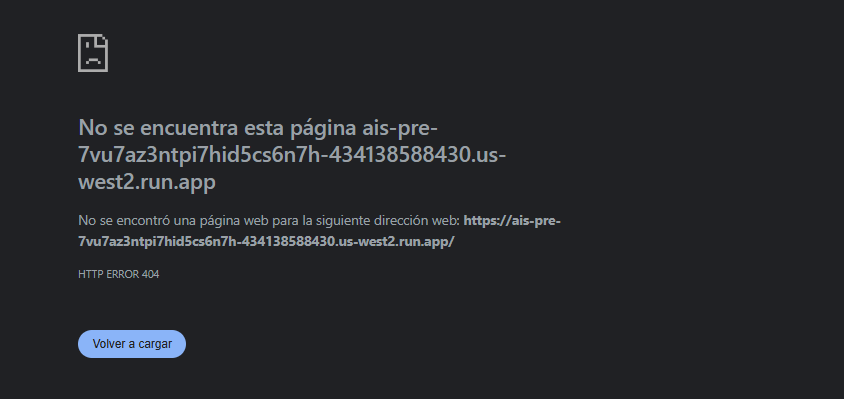 No se encuentra esta página ais-pre-
7vu7az3ntpi7hid5cs6n7h-434138588430.us-
west2.run.app
No se encontró una página web para la siguiente dirección web: https://ais-pre-
7vu7az3ntpi7hid5cs6n7h-434138588430.us-west2.run.app/
HTTP ERROR 404
Volver a cargar